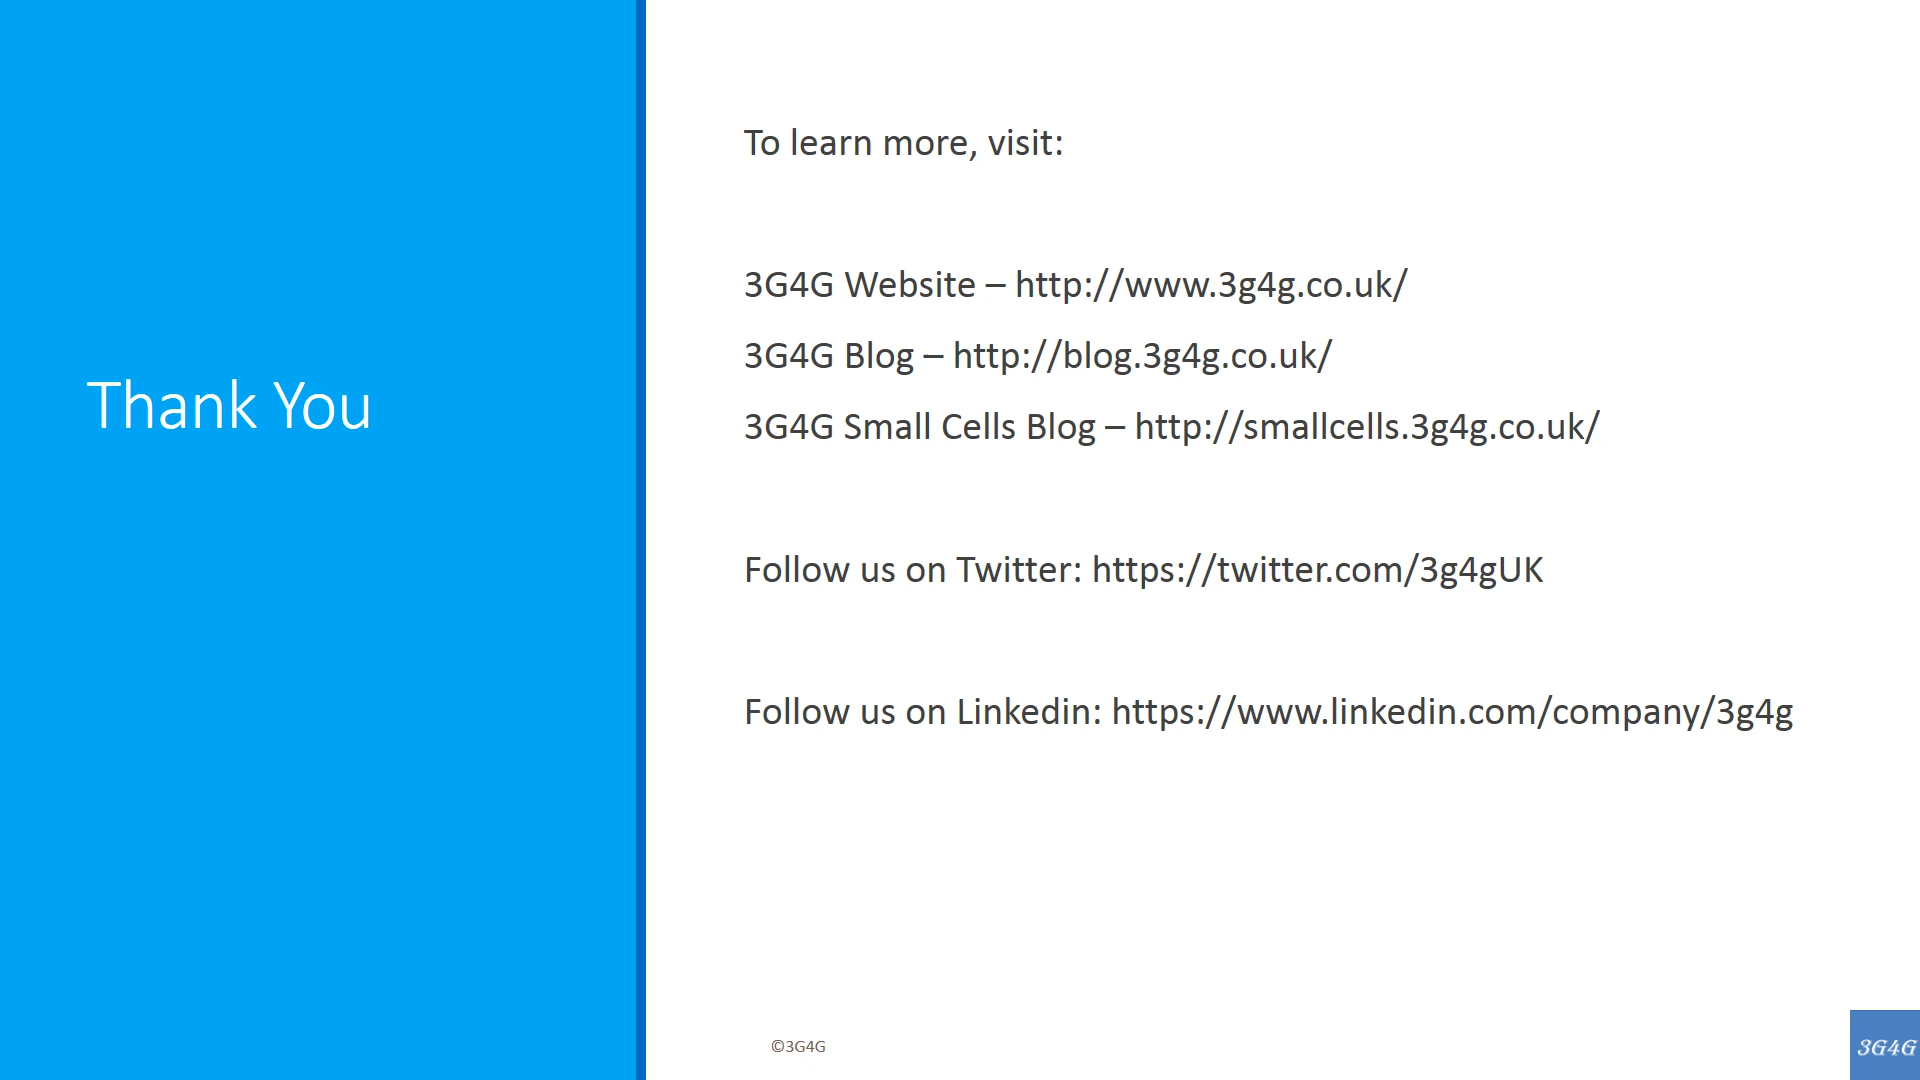 Thank You
To learn more, visit:
3G4G Website – http://www.3g4g.co.uk/
3G4G Blog – http://blog.3g4g.co.uk/
3G4G Small Cells Blog – http://smallcells.3g4g.co.uk/
Follow us on Twitter: https://twitter.com/3g4gUK
Follow us on Linkedin: https://www.linkedin.com/company/3g4g
©3G4G
3G4G